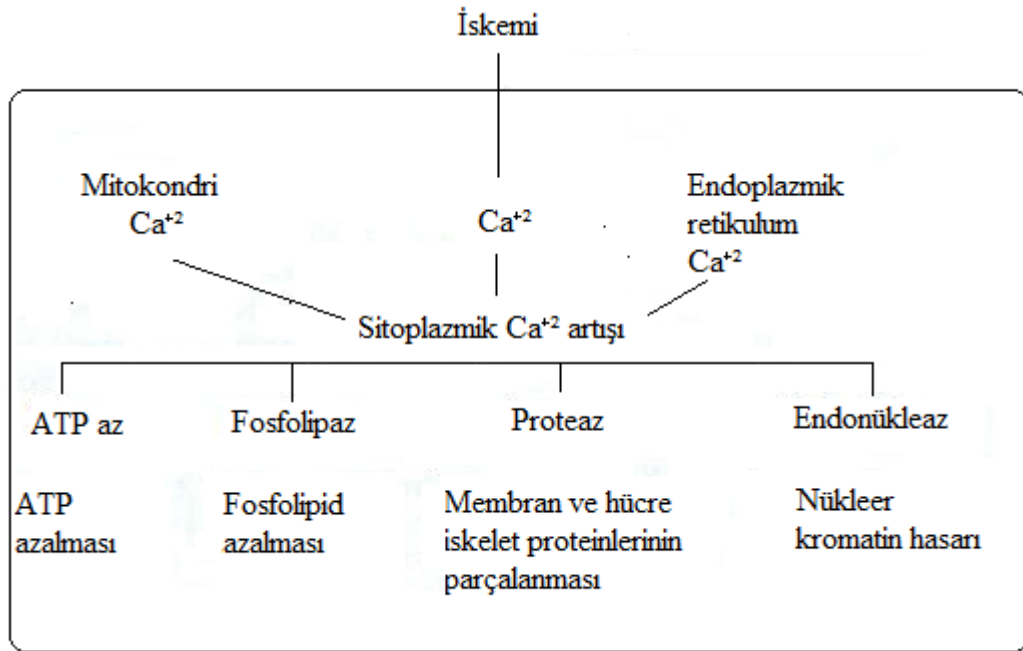 İskemi
Mitokondri
Ca⁺²
Ca⁺²
Endoplazmik
retikulum
Ca⁺²
Sitoplazmik Ca⁺² artışı
ATP az
Fosfolipaz
Proteaz
Endonükleaz
ATP
azalması
Fosfolipid
azalması
Membran ve hücre
iskelet proteinlerinin
parçalanması
Nükleer
kromatin hasarı